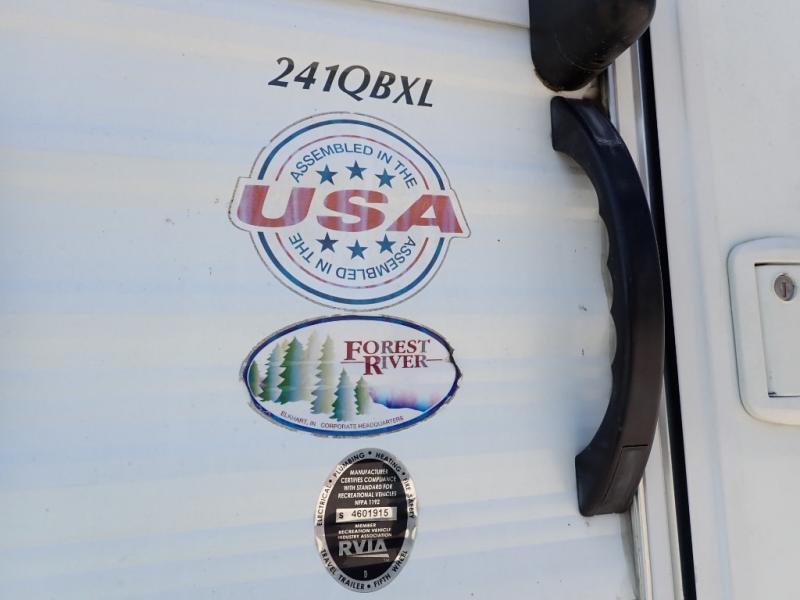 241QBXL
ASSEMBLED IN THE
USA
ASSEMBLED IN THE
FOREST
RIVER
ELKHART, IN CORPORATE HEADQUARTERS
ELECTRICAL • PLUMBING • HEATING • FIRE SAFETY
MANUFACTURER
CERTIFIES COMPLIANCE
WITH STANDARD FOR
RECREATIONAL VEHICLES
NFPA 1192
S 4601915
MEMBER
RECREATION VEHICLE
INDUSTRY ASSOCIATION
RVIA
TRAVEL TRAILER • FIFTH WHEEL